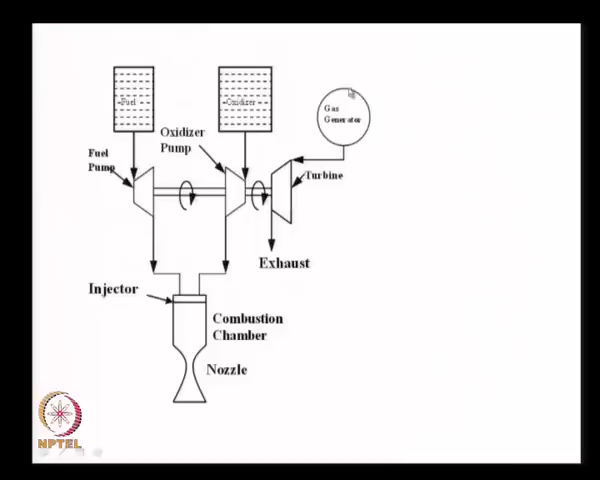 Fuel
Oxidizer
Gas
Generator
Oxidizer
Pump
Fuel
Pump
Turbine
Exhaust
Injector
Combustion
Chamber
Nozzle
NPTEL